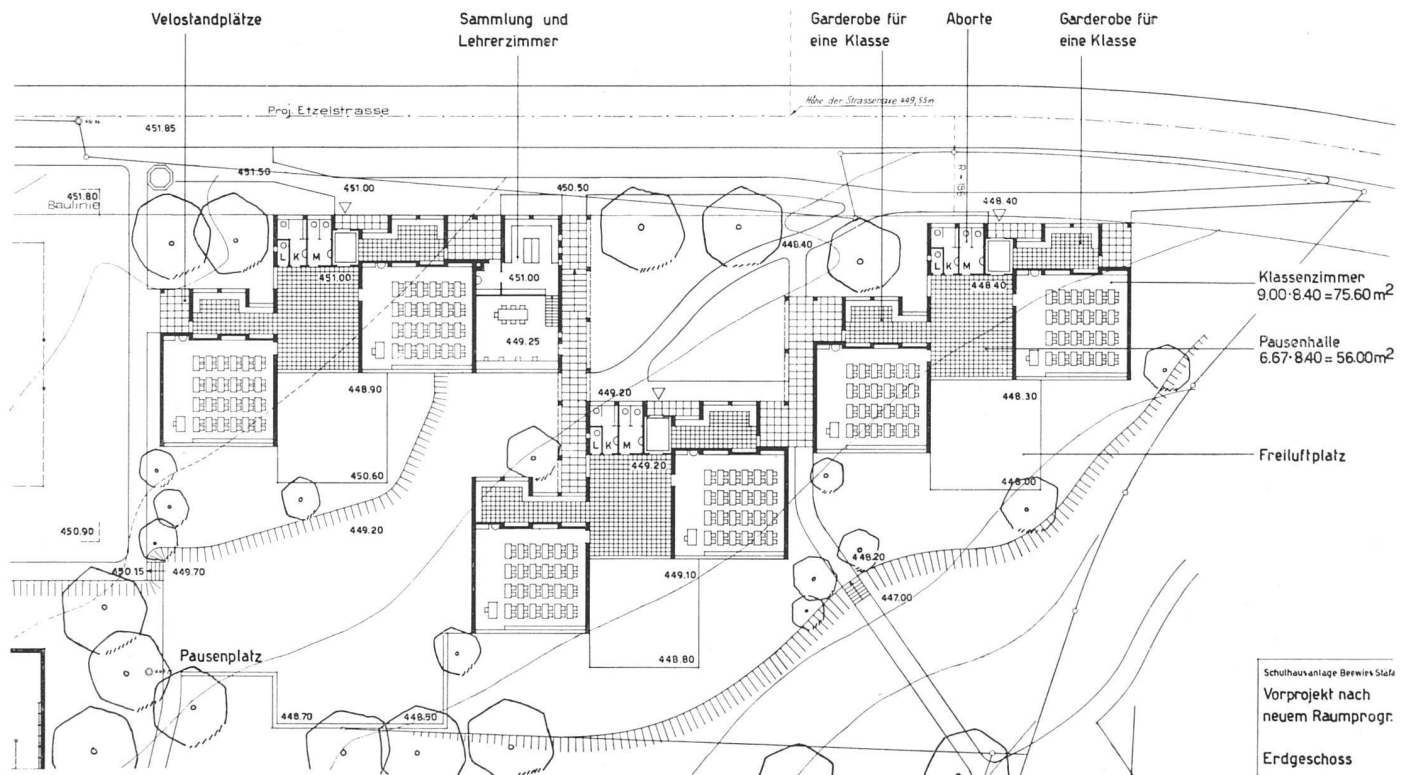 Velostandplätze
Sammlung und
Lehrerzimmer
Garderobe für
eine Klasse
Aborte
Garderobe für
eine Klasse
Proj. Etzelstrasse
Höhe der Strassenaxe 449,55m
451.85
451.50
451.80
Baulinie
451.00
450.50
448.40
448.40
L K M
451.00
451.00
449.25
L K M
448.40
Klassenzimmer
9.00·8.40 = 75.60 m²
Pausenhalle
6.67·8.40 = 56.00 m²
448.90
449.20
448.30
L K M
449.20
Freiluftplatz
450.60
448.00
450.90
449.20
448.20
450.15
449.70
449.10
447.00
Pausenplatz
448.80
448.70
448.50
Schulhausanlage Beewies Stäfa
Vorprojekt nach
neuem Raumprogr.
Erdgeschoss